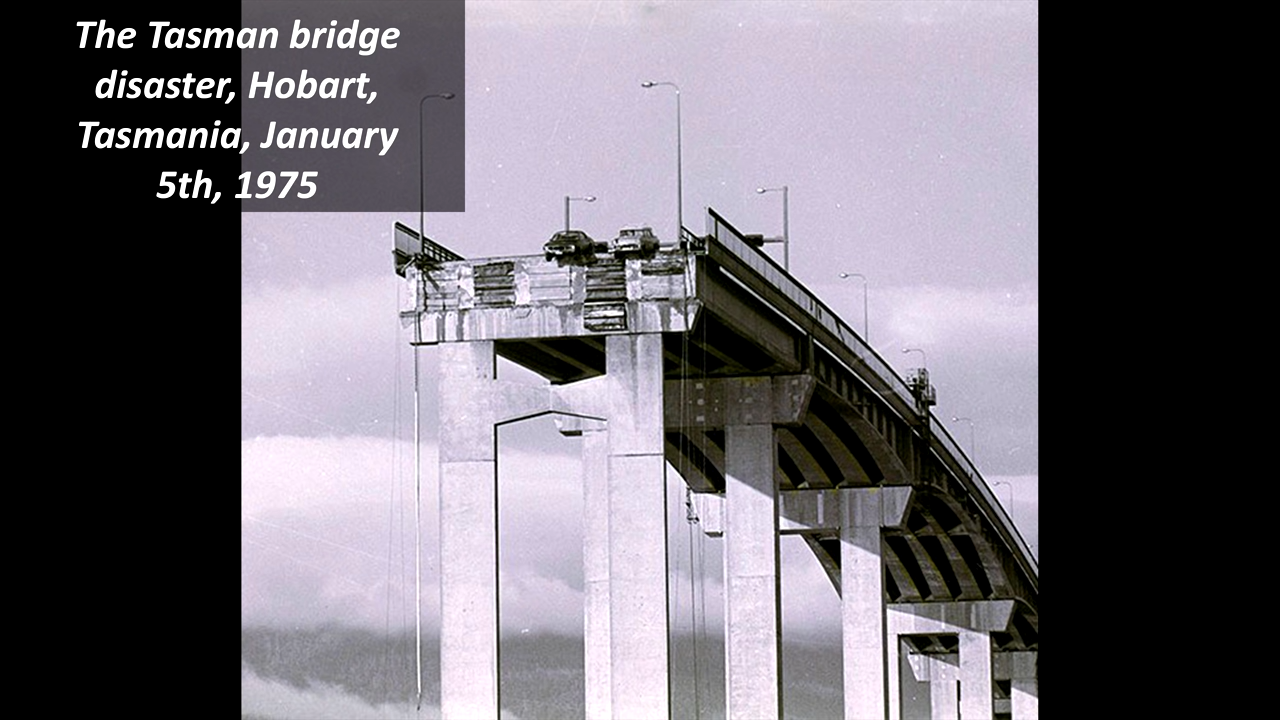 The Tasman bridge
disaster, Hobart,
Tasmania, January
5th, 1975